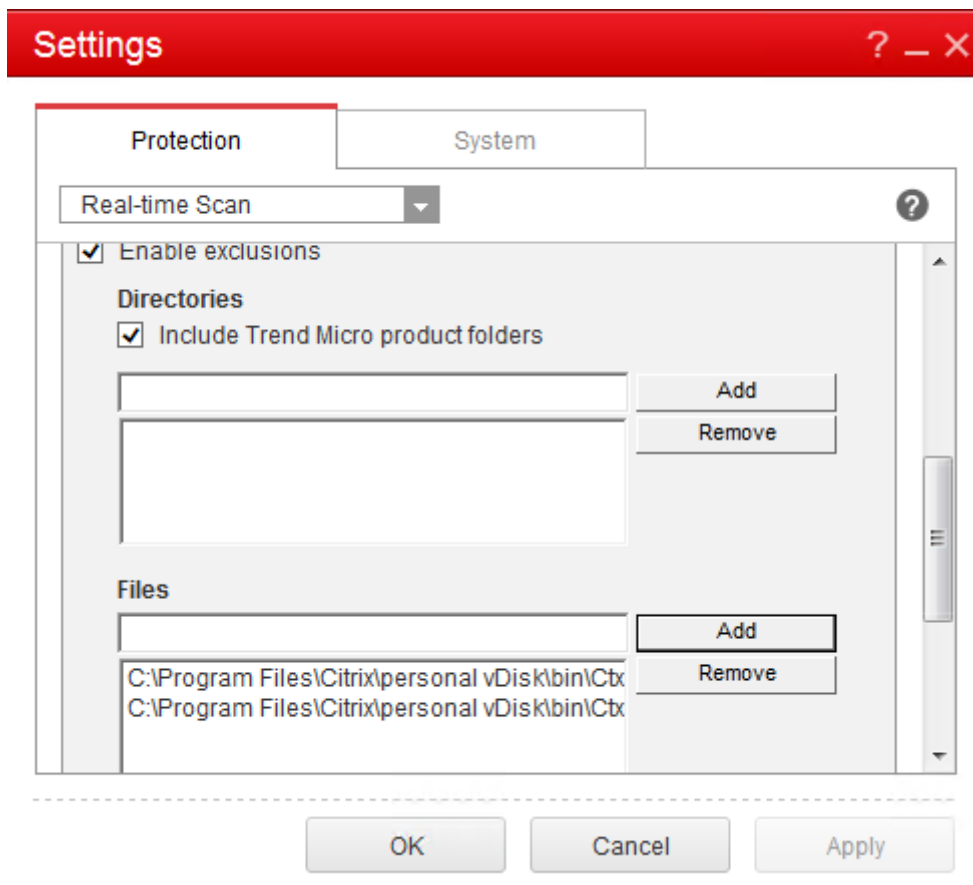 Settings
Protection
System
Real-time Scan
Enable exclusions
Directories
Include Trend Micro product folders
Add
Remove
Files
Add
C:\Program Files\Citrix\personal vDisk\bin\Ctx
Remove
C:\Program Files\Citrix\personal vDisk\bin\Ctx
OK
Cancel
Apply